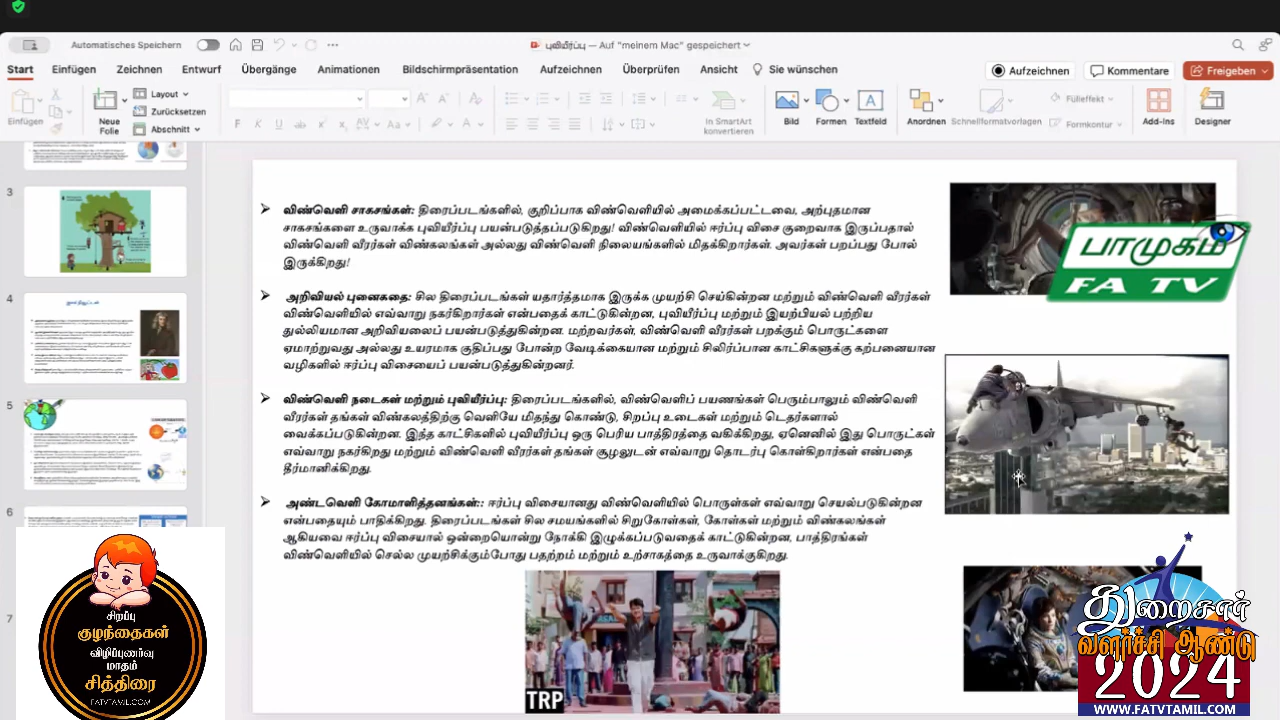 Automatisches Speichern
புவியீர்ப்பு — Auf "meinem Mac" gespeichert
Start Einfügen Zeichnen Entwurf Übergänge Animationen Bildschirmpräsentation Aufzeichnen Überprüfen Ansicht Sie wünschen
Aufzeichnen Kommentare Freigeben
Einfügen
Neue Folie
Layout
Zurücksetzen
Abschnitt
In SmartArt konvertieren
Bild
Formen
Textfeld
Anordnen
Schnellformatvorlagen
Fülleffekt
Formkontur
Add-Ins
Designer
3
4
5
6
7
விண்வெளி சாகசங்கள்: திரைப்படங்களில், குறிப்பாக விண்வெளியில் அமைக்கப்பட்டவை, அற்புதமான
சாகசங்களை உருவாக்க புவியீர்ப்பு பயன்படுத்தப்படுகிறது! விண்வெளியில் ஈர்ப்பு விசை குறைவாக இருப்பதால்
விண்வெளி வீரர்கள் விண்கலங்கள் அல்லது விண்வெளி நிலையங்களில் மிதக்கிறார்கள். அவர்கள் பறப்பது போல்
இருக்கிறது!
அறிவியல் புனைகதை: சில திரைப்படங்கள் யதார்த்தமாக இருக்க முயற்சி செய்கின்றன மற்றும் விண்வெளி வீரர்கள்
விண்வெளியில் எவ்வாறு நகர்கிறார்கள் என்பதைக் காட்டுகின்றன, புவியீர்ப்பு மற்றும் இயற்பியல் பற்றிய
துல்லியமான அறிவியலைப் பயன்படுத்துகின்றன. மற்றவர்கள், விண்வெளி வீரர்கள் பறக்கும் பொருட்களை
ஏமாற்றுவது அல்லது உயரமாக குதிப்பது போன்ற வேடிக்கையான மற்றும் சிலிர்ப்பான காட்சிகளுக்கு கற்பனையான
வழிகளில் ஈர்ப்பு விசையைப் பயன்படுத்துகின்றனர்.
விண்வெளி நடைகள் மற்றும் புவியீர்ப்பு: திரைப்படங்களில், விண்வெளிப் பயணங்கள் பெரும்பாலும் விண்வெளி
வீரர்கள் தங்கள் விண்கலத்திற்கு வெளியே மிதந்து கொண்டு, சிறப்பு உடைகள் மற்றும் டெதர்களால்
வைக்கப்படுகின்றன. இந்த காட்சிகளில் புவியீர்ப்பு ஒரு பெரிய பாத்திரத்தை வகிக்கிறது, ஏனெனில் இது பொருட்கள்
எவ்வாறு நகர்கிறது மற்றும் விண்வெளி வீரர்கள் தங்கள் சூழலுடன் எவ்வாறு தொடர்பு கொள்கிறார்கள் என்பதை
தீர்மானிக்கிறது.
அண்டவெளி கோமாளித்தனங்கள்:: ஈர்ப்பு விசையானது விண்வெளியில் பொருள்கள் எவ்வாறு செயல்படுகின்றன
என்பதையும் பாதிக்கிறது. திரைப்படங்கள் சில சமயங்களில் சிறுகோள்கள், கோள்கள் மற்றும் விண்கலங்கள்
ஆகியவை ஈர்ப்பு விசையால் ஒன்றையொன்று நோக்கி இழுக்கப்படுவதைக் காட்டுகின்றன, பாத்திரங்கள்
விண்வெளியில் செல்ல முயற்சிக்கும்போது பதற்றம் மற்றும் உற்சாகத்தை உருவாக்குகிறது.
TRP
பாமுகம்
FA TV
சிறப்பு
குழந்தைகள்
விழிப்புணர்வு
மாதம்
சித்திரை
FATVTAMIL.COM
துறைசார்
வளர்ச்சி ஆண்டு
2024
WWW.FATVTAMIL.COM